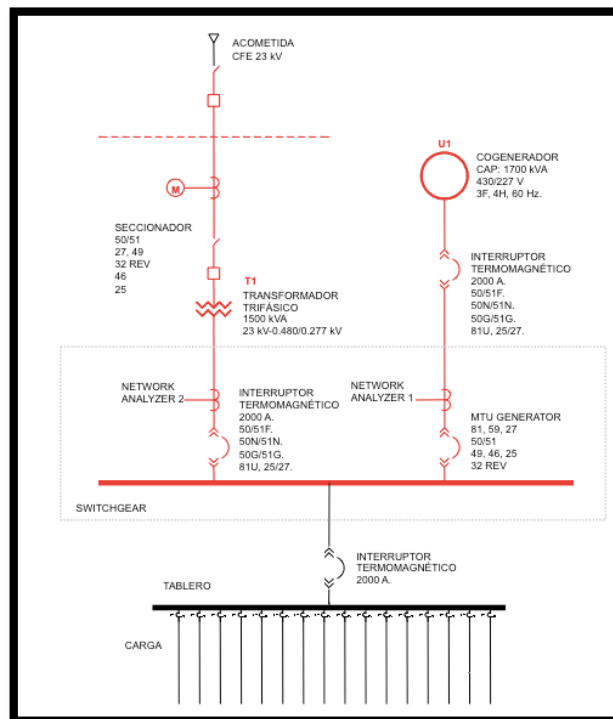 ACOMETIDA
CFE 23 kV
M
SECCIONADOR
50/51
27, 49
32 REV
46
25
T1
TRANSFORMADOR
TRIFÁSICO
1500 kVA
23 kV-0.480/0.277 kV
U1
COGENERADOR
CAP: 1700 kVA
430/227 V
3F, 4H, 60 Hz.
INTERRUPTOR
TERMOMAGNÉTICO
2000 A.
50/51F.
50N/51N.
50G/51G.
81U, 25/27.
NETWORK
ANALYZER 2
INTERRUPTOR
TERMOMAGNÉTICO
2000 A.
50/51F.
50N/51N.
50G/51G.
81U, 25/27.
NETWORK
ANALYZER 1
MTU GENERATOR
81, 59, 27
50/51
49, 46, 25
32 REV
SWITCHGEAR
INTERRUPTOR
TERMOMAGNÉTICO
2000 A.
TABLERO
CARGA